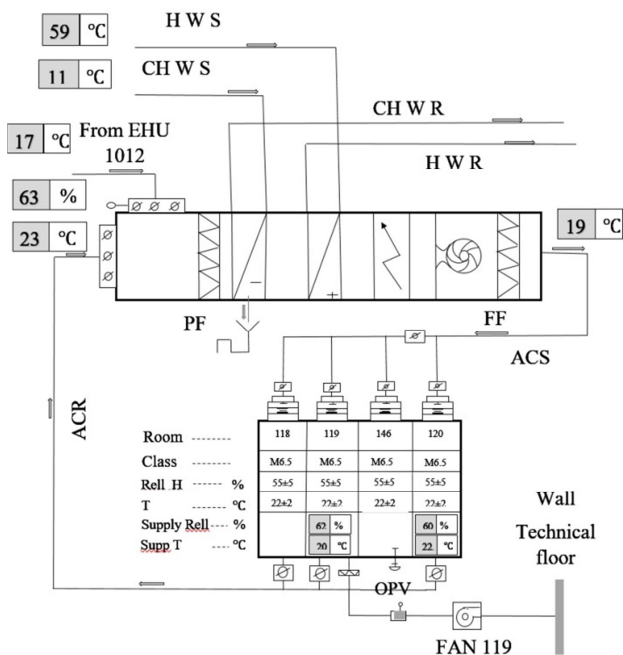 59 °C
H W S
11 °C
CH W S
CH W R
17 °C
From EHU
1012
H W R
63 %
23 °C
19 °C
PF
FF
ACS
ACR
Room ------ 118 119 146 120
Class ------ M6.5 M6.5 M6.5 M6.5
Rell H % 55±5 55±5 55±5 55±5
T °C 22±2 22±2 22±2 22±2
Supply Rell --- % 62 % 60 %
Supp T --- °C 20 °C 22 °C
Wall
Technical
floor
OPV
FAN 119